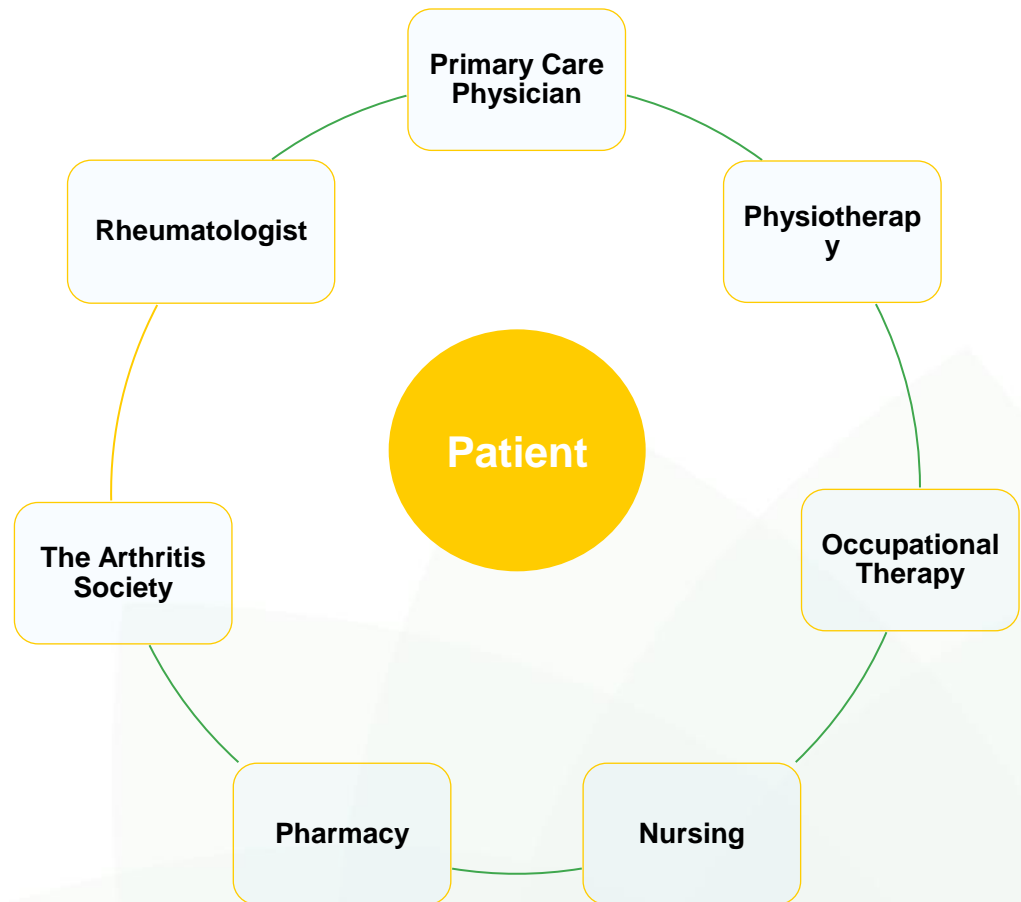 Primary Care
Physician
Rheumatologist
Physiotherap
y
Patient
The Arthritis
Society
Occupational
Therapy
Pharmacy
Nursing